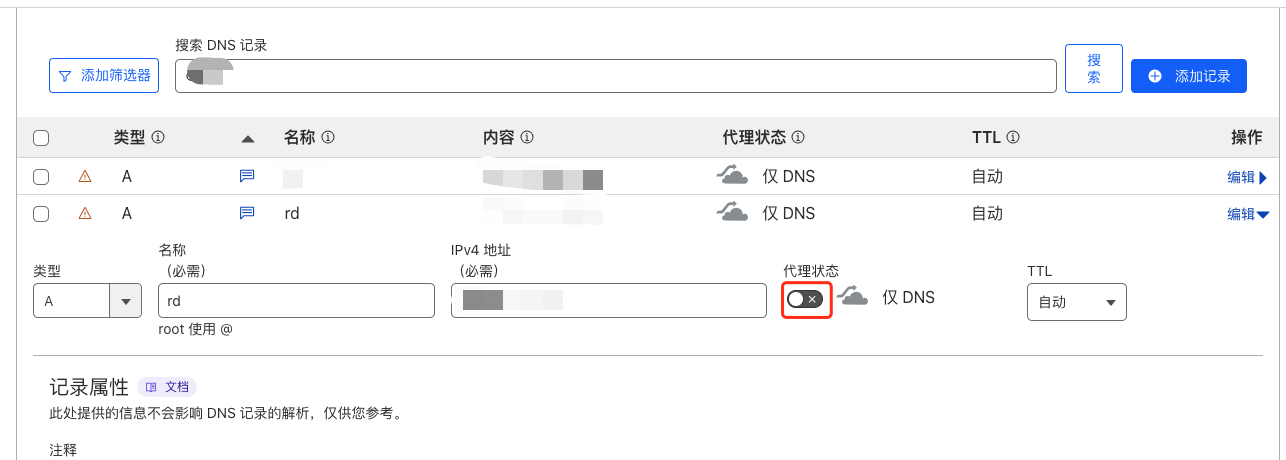 搜索 DNS 记录
添加筛选器
搜索
添加记录
类型 名称 内容 代理状态 TTL 操作
A 仅 DNS 自动 编辑
A rd 仅 DNS 自动 编辑
类型 名称（必需） IPv4 地址（必需） 代理状态 TTL
A rd 仅 DNS 自动
root 使用 @
记录属性 文档
此处提供的信息不会影响 DNS 记录的解析，仅供您参考。
注释